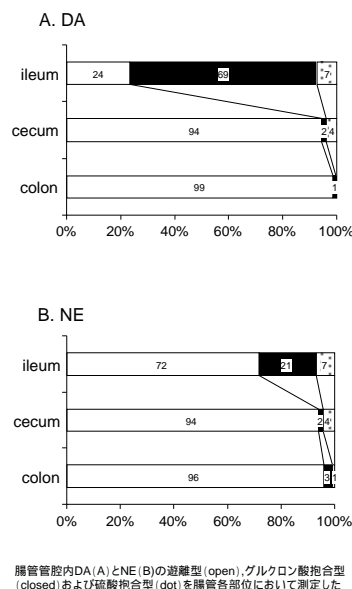 A. DA
ileum 24 69 7
cecum 94 2 4
colon 99 1
0% 20% 40% 60% 80% 100%
B. NE
ileum 72 21 7
cecum 94 2 4
colon 96 3 1
0% 20% 40% 60% 80% 100%
腸管管腔内DA(A)とNE(B)の遊離型(open),グルクロン酸抱合型
(closed)および硫酸抱合型(dot)を腸管各部位において測定した